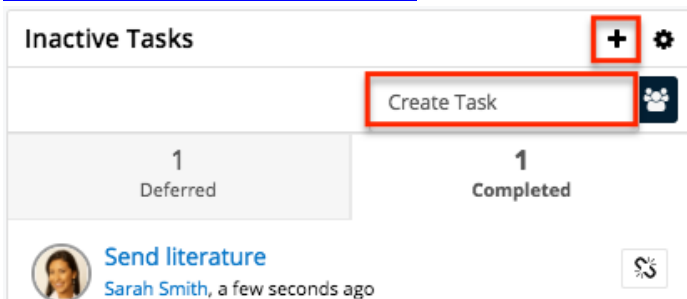 Inactive Tasks
Create Task
1
Deferred
1
Completed
Send literature
Sarah Smith, a few seconds ago